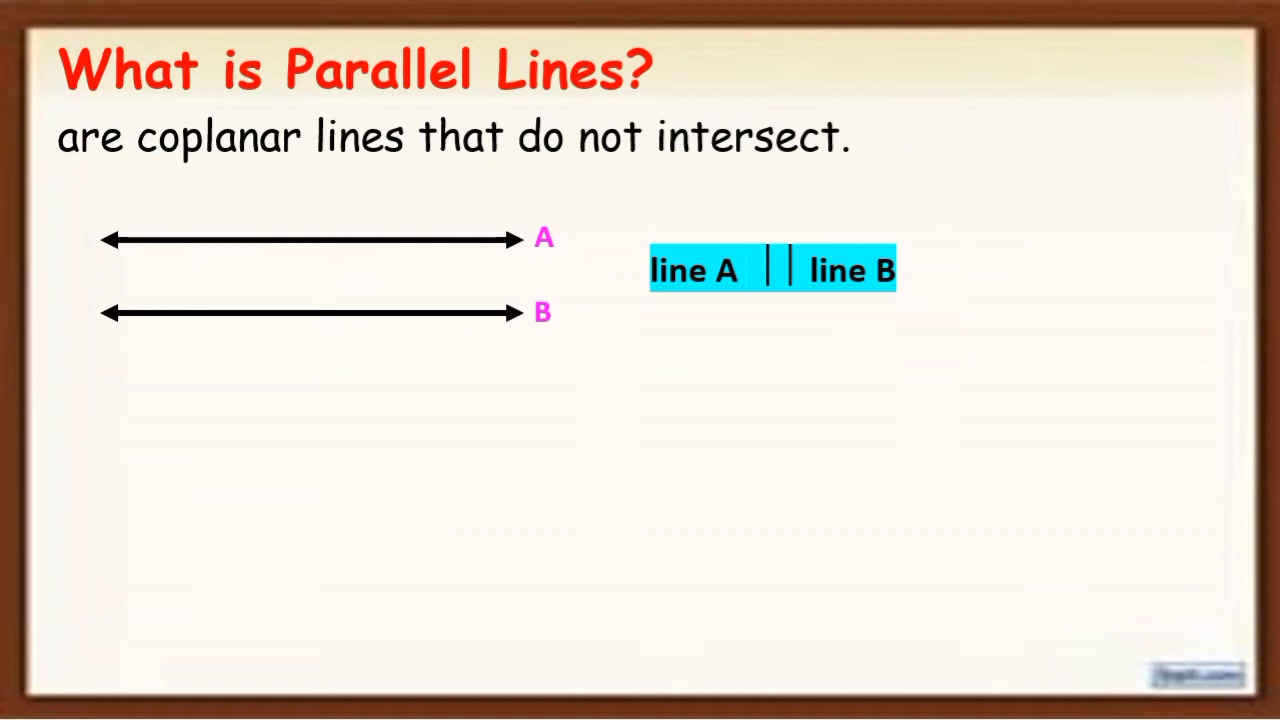 What is Parallel Lines?
are coplanar lines that do not intersect.
A
line A || line B
B